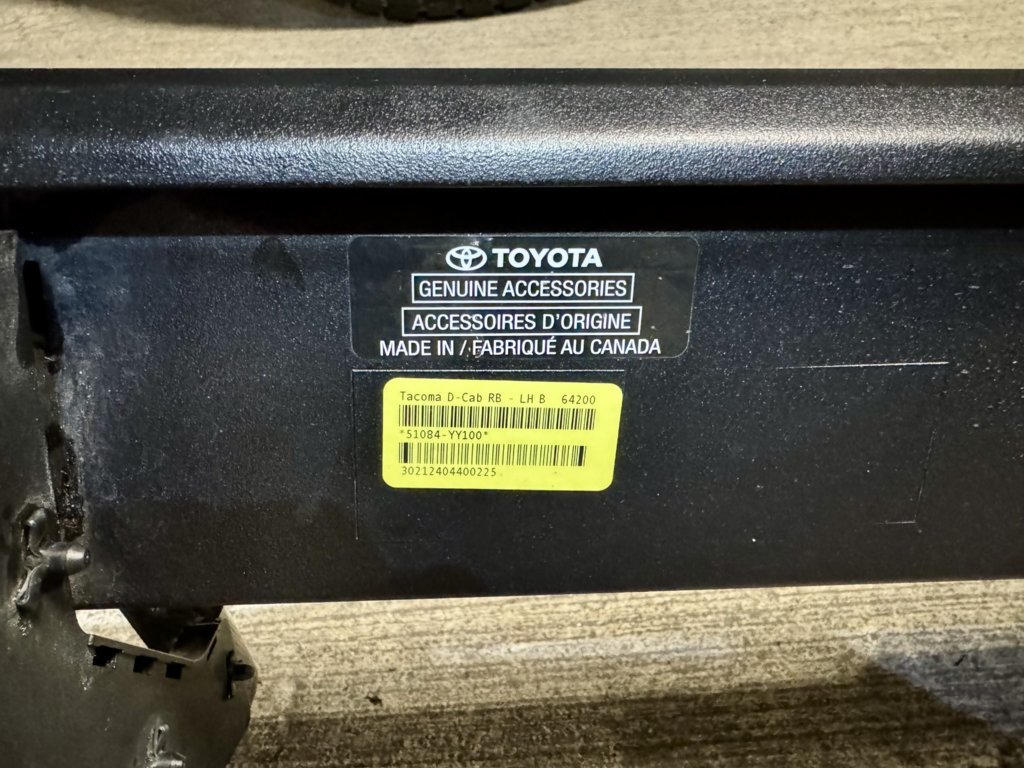 TOYOTA
GENUINE ACCESSORIES
ACCESSOIRES D'ORIGINE
MADE IN / FABRIQUÉ AU CANADA
Tacoma D-Cab RB - LH B 64200
*51084-YY100*
30212404400225